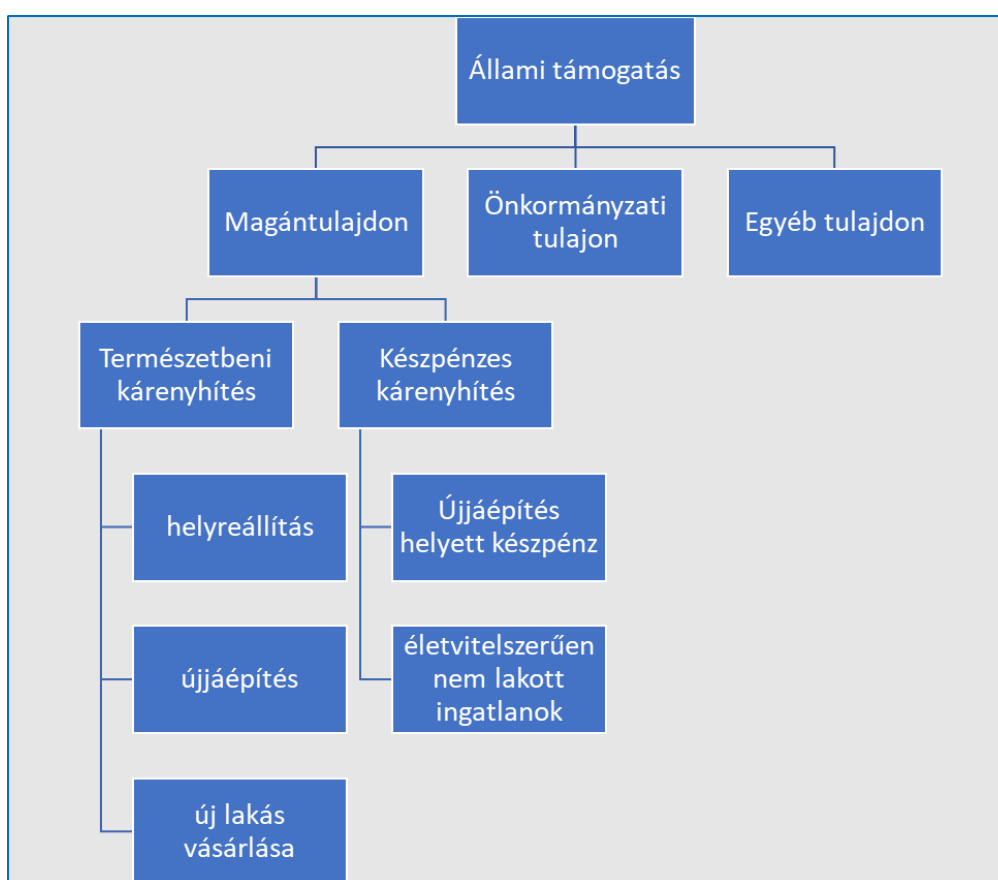 Állami támogatás
Magántulajdon
Önkormányzati
tulajon
Egyéb tulajdon
Természetbeni
kárenyhítés
Készpénzes
kárenyhítés
helyreállítás
Újjáépítés
helyett készpénz
újjáépítés
életvitelszerűen
nem lakott
ingatlanok
új lakás
vásárlása